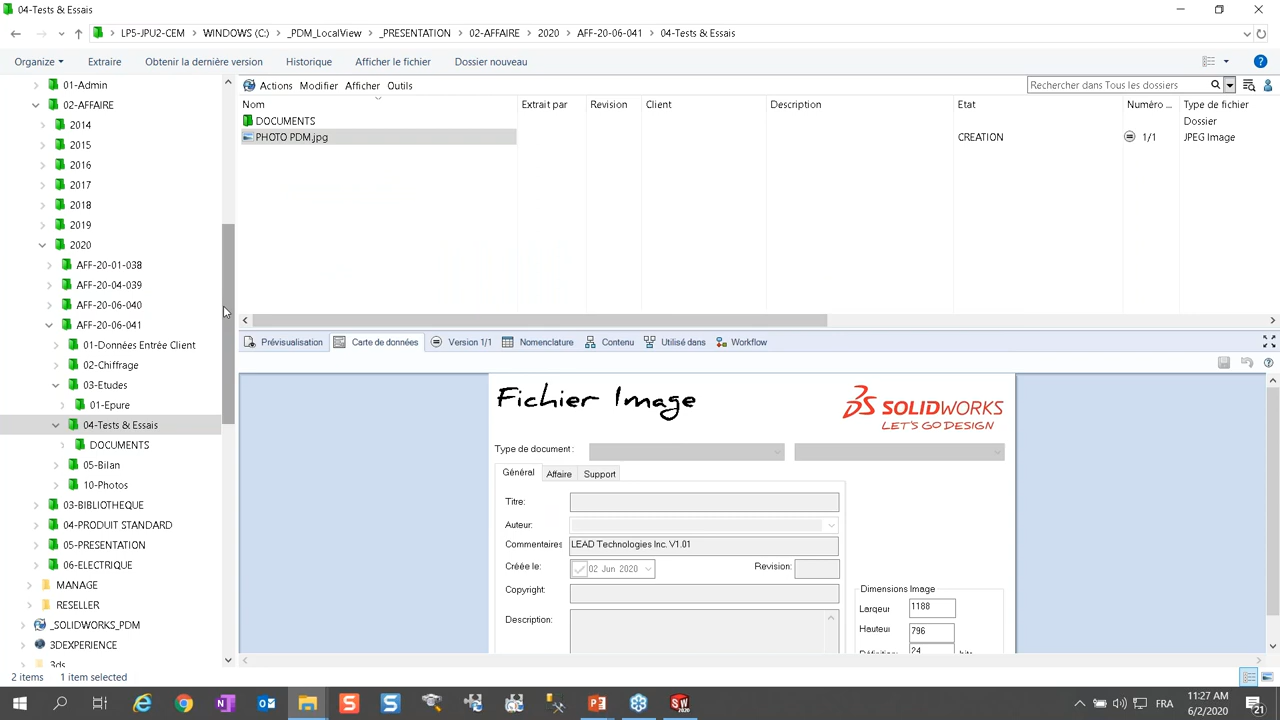 04-Tests & Essais
LP5-JPU2-CEM > WINDOWS (C:) > _PDM_LocalView > _PRESENTATION > 02-AFFAIRE > 2020 > AFF-20-06-041 > 04-Tests & Essais
Organize Extraire Obtenir la dernière version Historique Afficher le fichier Dossier nouveau
Actions Modifier Afficher Outils
Rechercher dans Tous les dossiers
Nom Extrait par Revision Client Description Etat Numéro ... Type de fichier
DOCUMENTS Dossier
PHOTO PDM.jpg CREATION 1/1 JPEG Image
01-Admin
02-AFFAIRE
2014
2015
2016
2017
2018
2019
2020
AFF-20-01-038
AFF-20-04-039
AFF-20-06-040
AFF-20-06-041
01-Données Entrée Client
02-Chiffrage
03-Etudes
01-Epure
04-Tests & Essais
DOCUMENTS
05-Bilan
10-Photos
03-BIBLIOTHEQUE
04-PRODUIT STANDARD
05-PRESENTATION
06-ELECTRIQUE
MANAGE
RESELLER
_SOLIDWORKS_PDM
3DEXPERIENCE
3ds
Prévisualisation Carte de données Version 1/1 Nomenclature Contenu Utilisé dans Workflow
Fichier Image
SOLIDWORKS
LET'S GO DESIGN
Type de document :
Général Affaire Support
Titre:
Auteur:
Commentaires LEAD Technologies Inc. V1.01
Créée le: 02 Jun 2020 Revision:
Copyright:
Description:
Dimensions Image
Largeur 1188
Hauteur 796
Définition: 24 bits
2 items 1 item selected
FRA
11:27 AM
6/2/2020
21